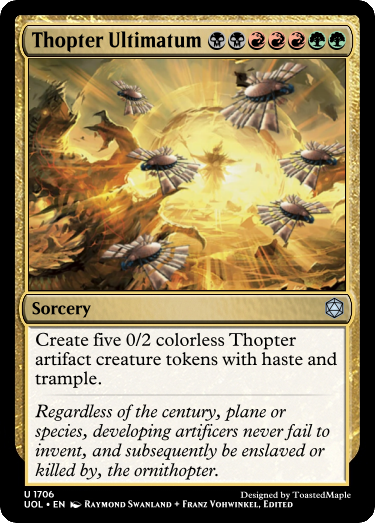 Thopter Ultimatum
Sorcery
Create five 0/2 colorless Thopter
artifact creature tokens with haste and
trample.
Regardless of the century, plane or
species, developing artificers never fail to
invent, and subsequently be enslaved or
killed by, the ornithopter.
U 1706
Designed by ToastedMaple
UOL • EN Raymond Swanland + Franz Vohwinkel, Edited